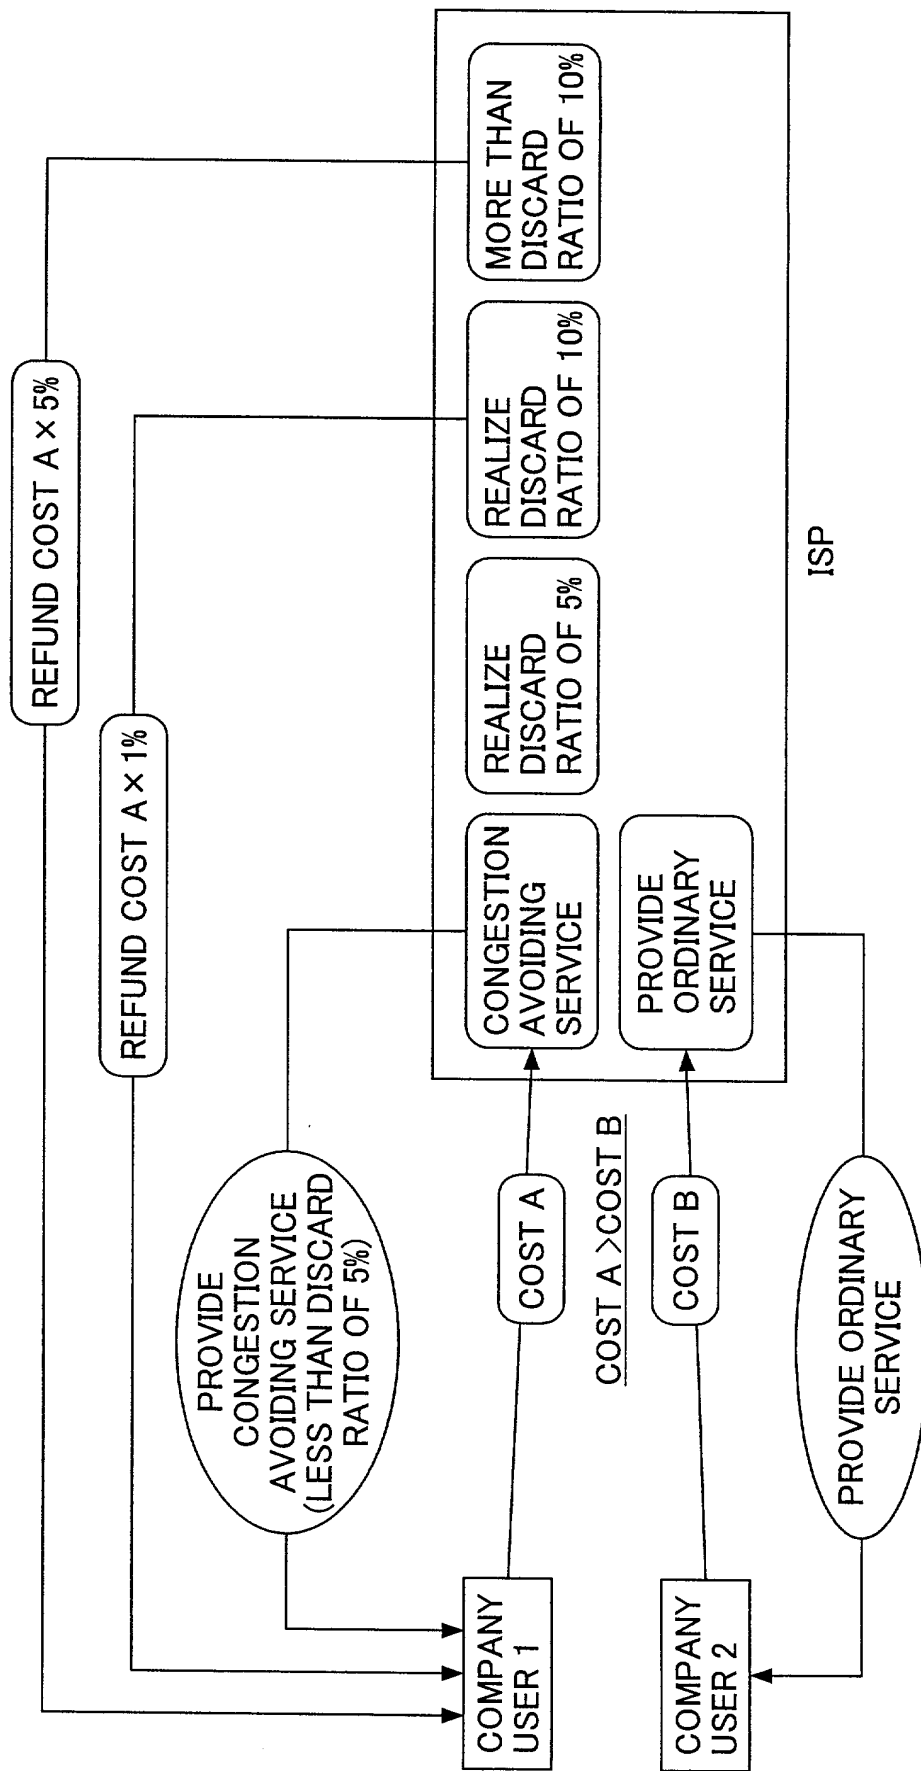 REFUND COST A × 5%
REFUND COST A × 1%
PROVIDE
CONGESTION
AVOIDING SERVICE
(LESS THAN DISCARD
RATIO OF 5%)
COMPANY
USER 1
COST A
CONGESTION
AVOIDING
SERVICE
REALIZE
DISCARD
RATIO OF 5%
REALIZE
DISCARD
RATIO OF 10%
MORE THAN
DISCARD
RATIO OF 10%
COST A >COST B
COMPANY
USER 2
COST B
PROVIDE
ORDINARY
SERVICE
ISP
PROVIDE ORDINARY
SERVICE